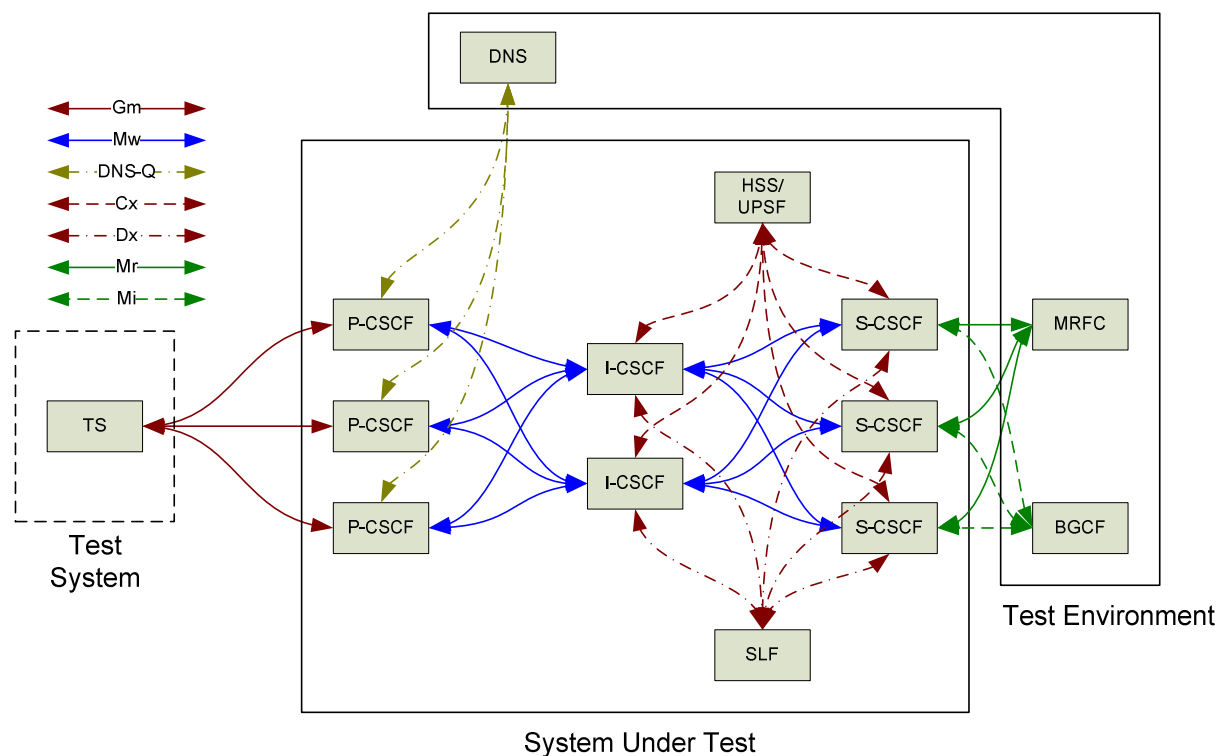 DNS
Gm
Mw
DNS-Q
Cx
Dx
Mr
Mi
HSS/
UPSF
P-CSCF
S-CSCF
MRFC
I-CSCF
TS
P-CSCF
S-CSCF
I-CSCF
P-CSCF
S-CSCF
BGCF
Test
System
Test Environment
SLF
System Under Test